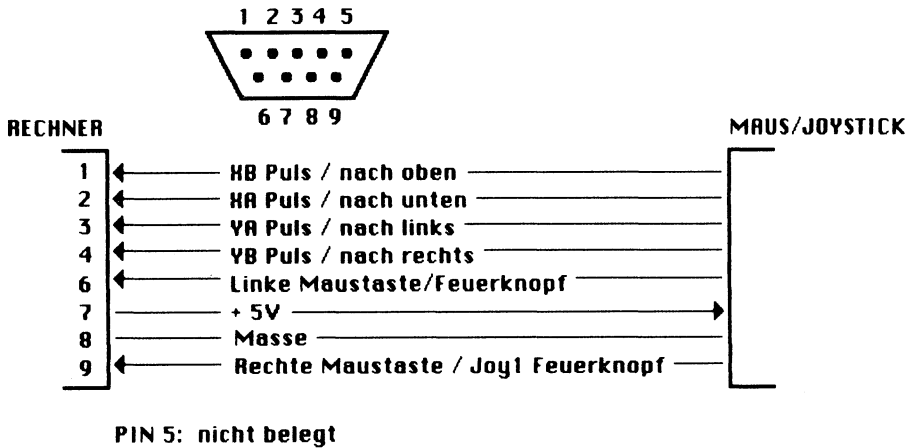 1 2 3 4 5
6 7 8 9
RECHNER
MAUS/JOYSTICK
1 XB Puls / nach oben
2 XA Puls / nach unten
3 YA Puls / nach links
4 YB Puls / nach rechts
6 Linke Maustaste/Feuerknopf
7 + 5V
8 Masse
9 Rechte Maustaste / Joy1 Feuerknopf
PIN 5: nicht belegt